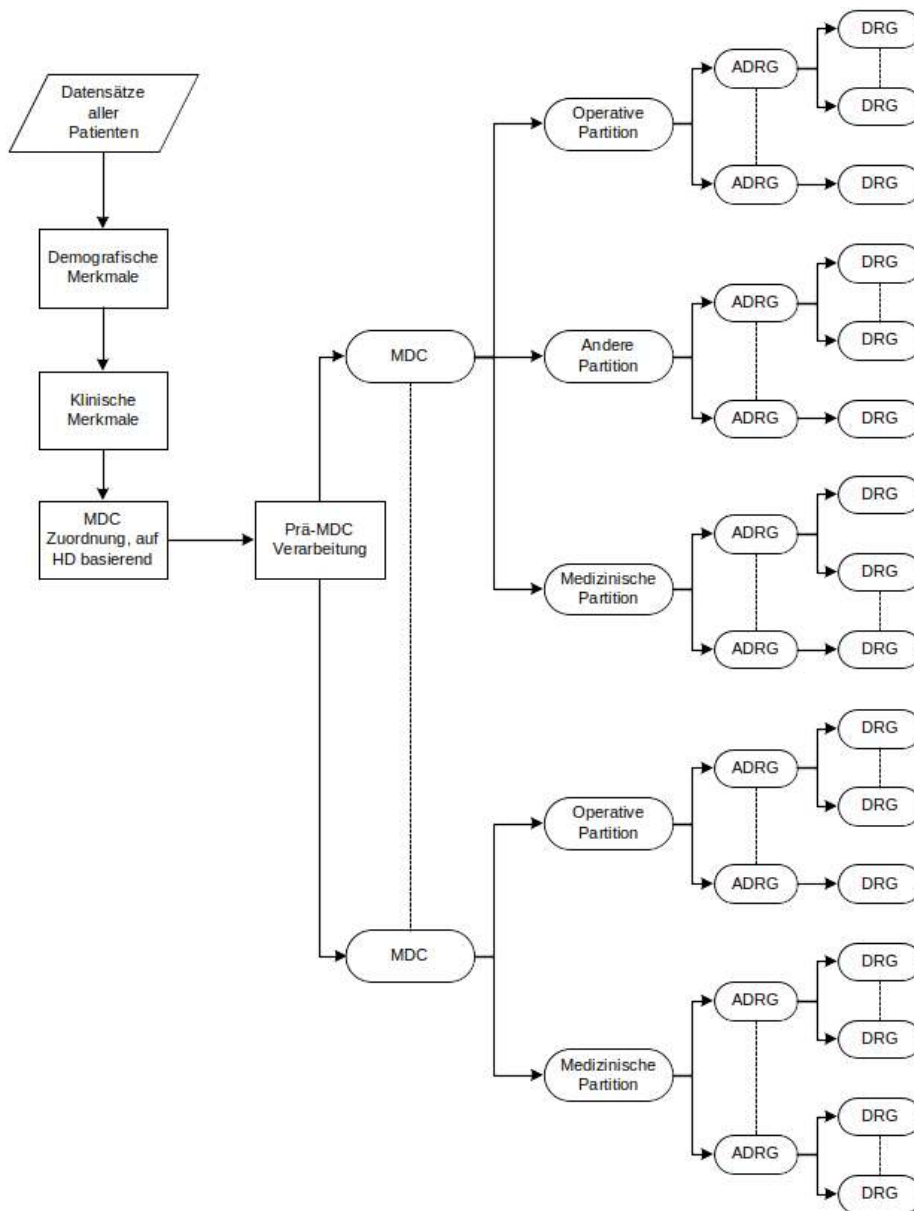 Datensätze
aller
Patienten
Demografische
Merkmale
Klinische
Merkmale
MDC
Zuordnung, auf
HD basierend
Prä-MDC
Verarbeitung
MDC
Operative
Partition
ADRG
DRG
DRG
ADRG
DRG
Andere
Partition
ADRG
DRG
DRG
ADRG
DRG
Medizinische
Partition
ADRG
DRG
DRG
ADRG
DRG
MDC
Operative
Partition
ADRG
DRG
DRG
ADRG
DRG
Medizinische
Partition
ADRG
DRG
DRG
ADRG
DRG
DRG